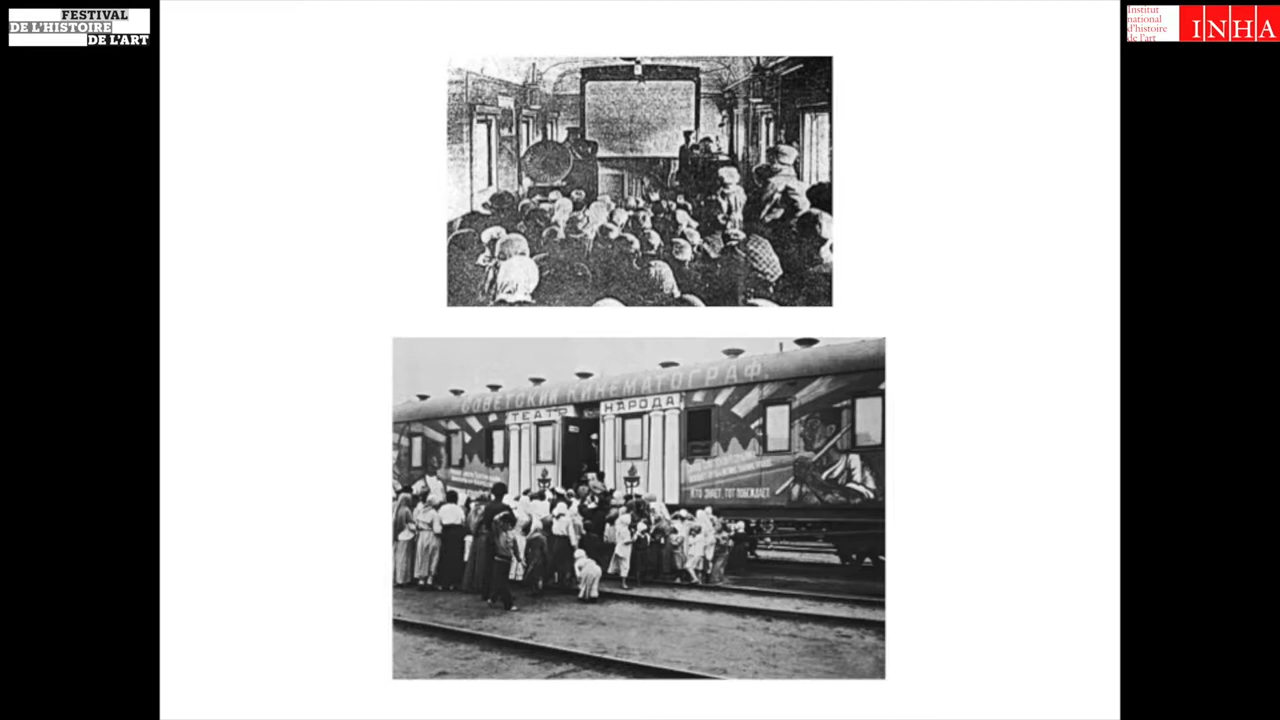 FESTIVAL
DE L'HISTOIRE
DE L'ART
Institut
national
d'histoire
de l'art
INHA
СОВЕТСКИЙ КИНЕМАТОГРАФ.
ТЕАТР НАРОДА
КТО ЗНАЕТ, ТОТ ПОБЕЖДАЕТ.